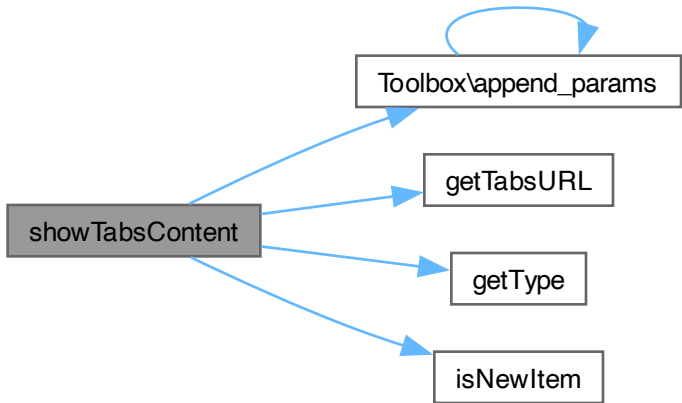 Toolbox\append_params
getTabsURL
showTabsContent
getType
isNewItem